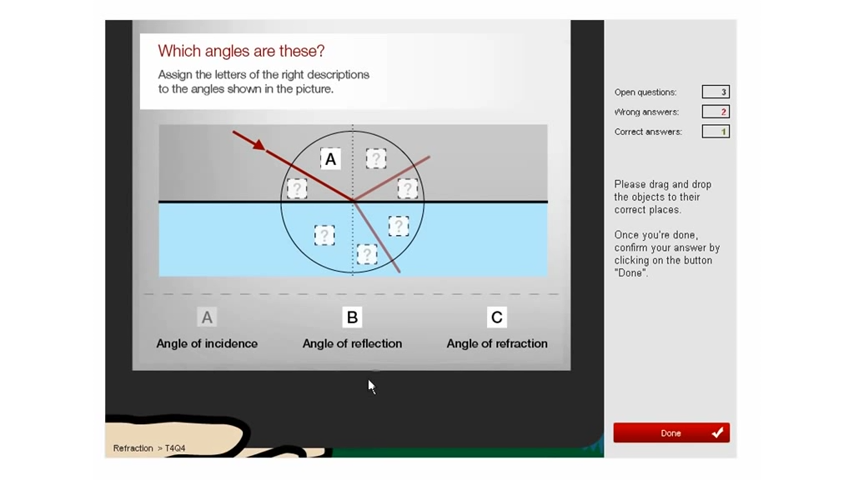 Which angles are these?
Assign the letters of the right descriptions
to the angles shown in the picture.
A
?
?
?
?
?
?
A
B
C
Angle of incidence
Angle of reflection
Angle of refraction
Open questions: 3
Wrong answers: 2
Correct answers: 1
Please drag and drop
the objects to their
correct places.
Once you're done,
confirm your answer by
clicking on the button
"Done".
Done
Refraction > T4Q4